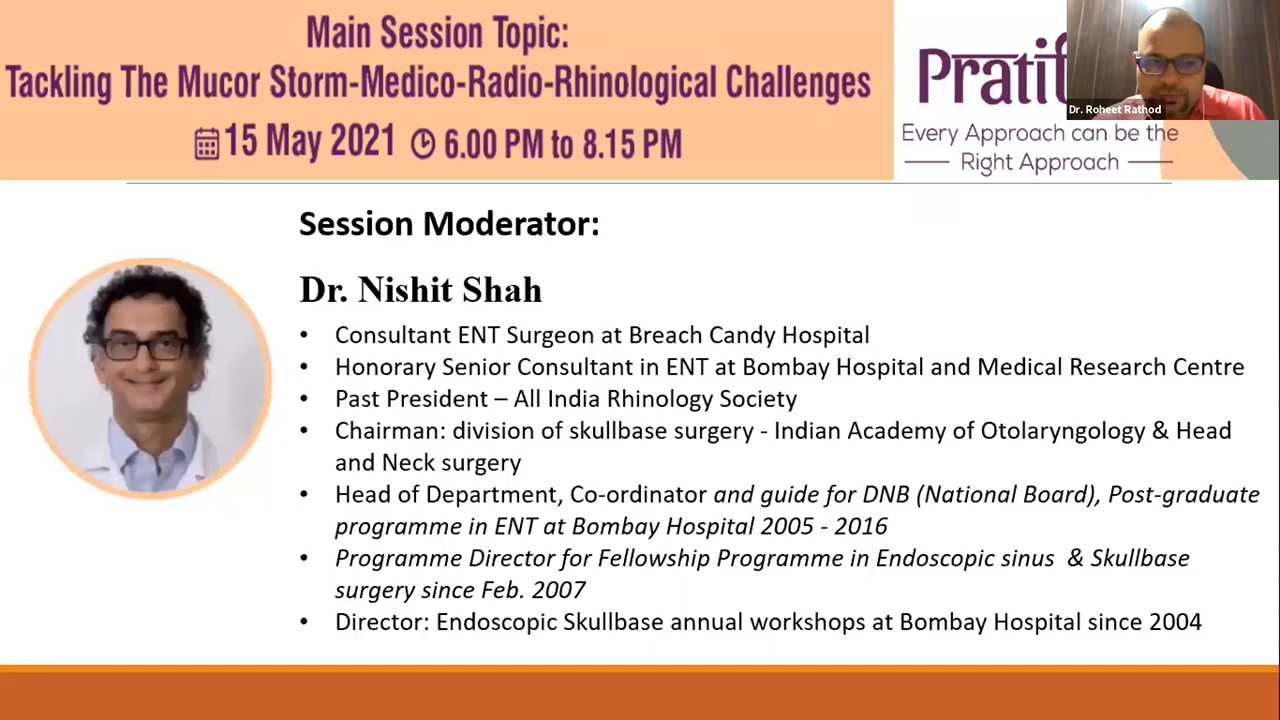 Main Session Topic:
Tackling The Mucor Storm-Medico-Radio-Rhinological Challenges
15 May 2021 6.00 PM to 8.15 PM
Dr. Roheet Rathod
Every Approach can be the
Right Approach
Session Moderator:
Dr. Nishit Shah
• Consultant ENT Surgeon at Breach Candy Hospital
• Honorary Senior Consultant in ENT at Bombay Hospital and Medical Research Centre
• Past President – All India Rhinology Society
• Chairman: division of skullbase surgery - Indian Academy of Otolaryngology & Head
and Neck surgery
• Head of Department, Co-ordinator and guide for DNB (National Board), Post-graduate
programme in ENT at Bombay Hospital 2005 - 2016
• Programme Director for Fellowship Programme in Endoscopic sinus & Skullbase
surgery since Feb. 2007
• Director: Endoscopic Skullbase annual workshops at Bombay Hospital since 2004